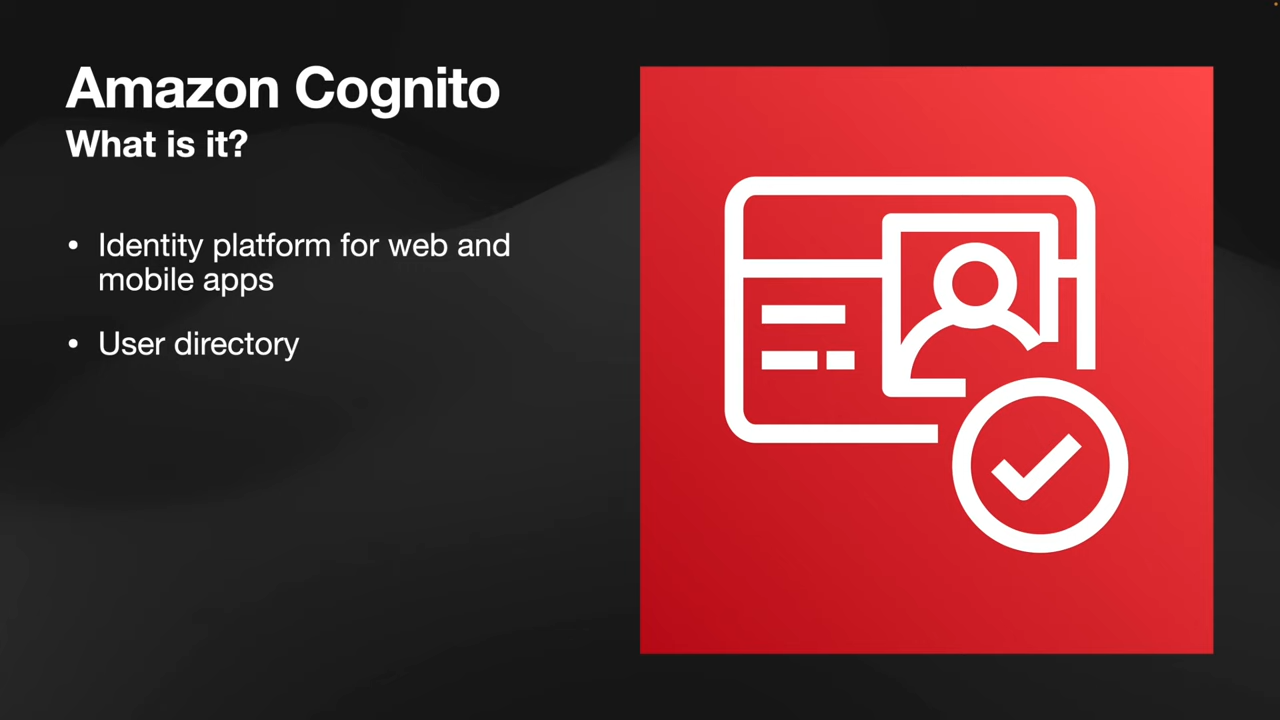 Amazon Cognito
What is it?
• Identity platform for web and
mobile apps
• User directory